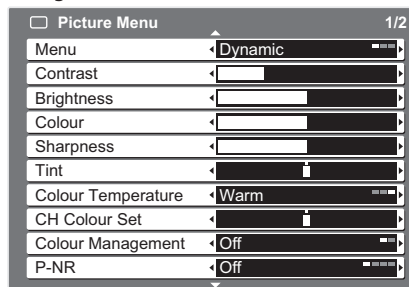 Picture Menu 1/2
Menu Dynamic
Contrast
Brightness
Colour
Sharpness
Tint
Colour Temperature Warm
CH Colour Set
Colour Management Off
P-NR Off